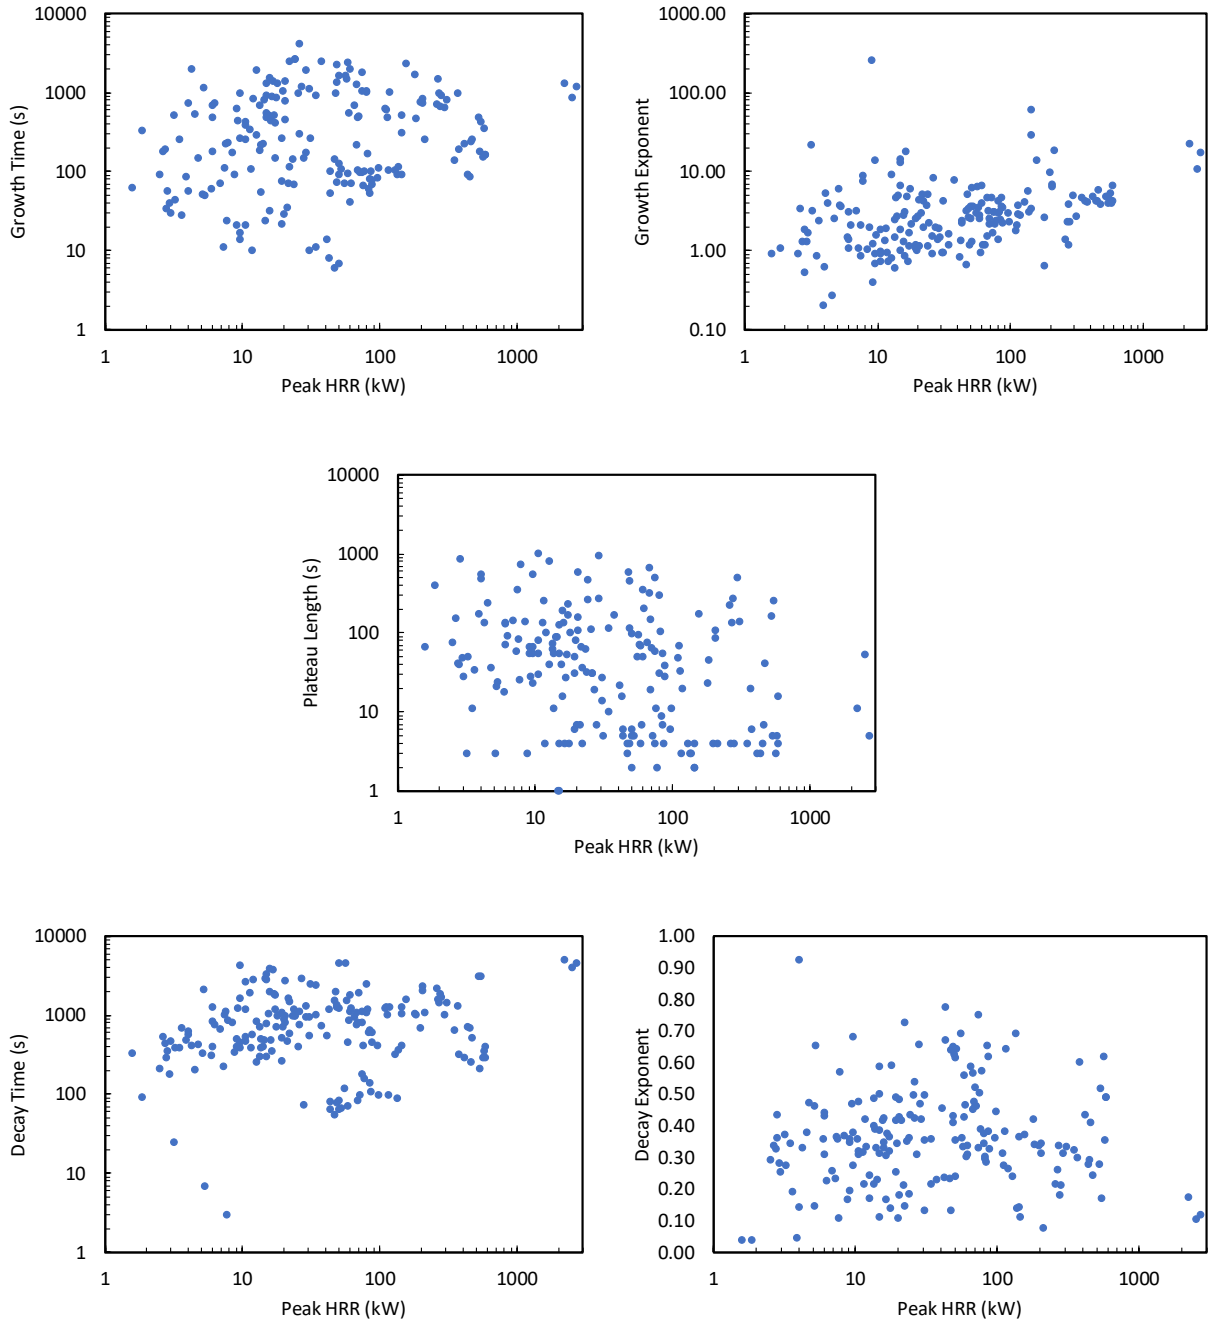 10000
1000
100
10
1
Growth Time (s)
1 10 100 1000
Peak HRR (kW)
1000.00
100.00
10.00
1.00
0.10
Growth Exponent
1 10 100 1000
Peak HRR (kW)
10000
1000
100
10
1
Plateau Length (s)
1 10 100 1000
Peak HRR (kW)
10000
1000
100
10
1
Decay Time (s)
1 10 100 1000
Peak HRR (kW)
1.00
0.90
0.80
0.70
0.60
0.50
0.40
0.30
0.20
0.10
0.00
Decay Exponent
1 10 100 1000
Peak HRR (kW)